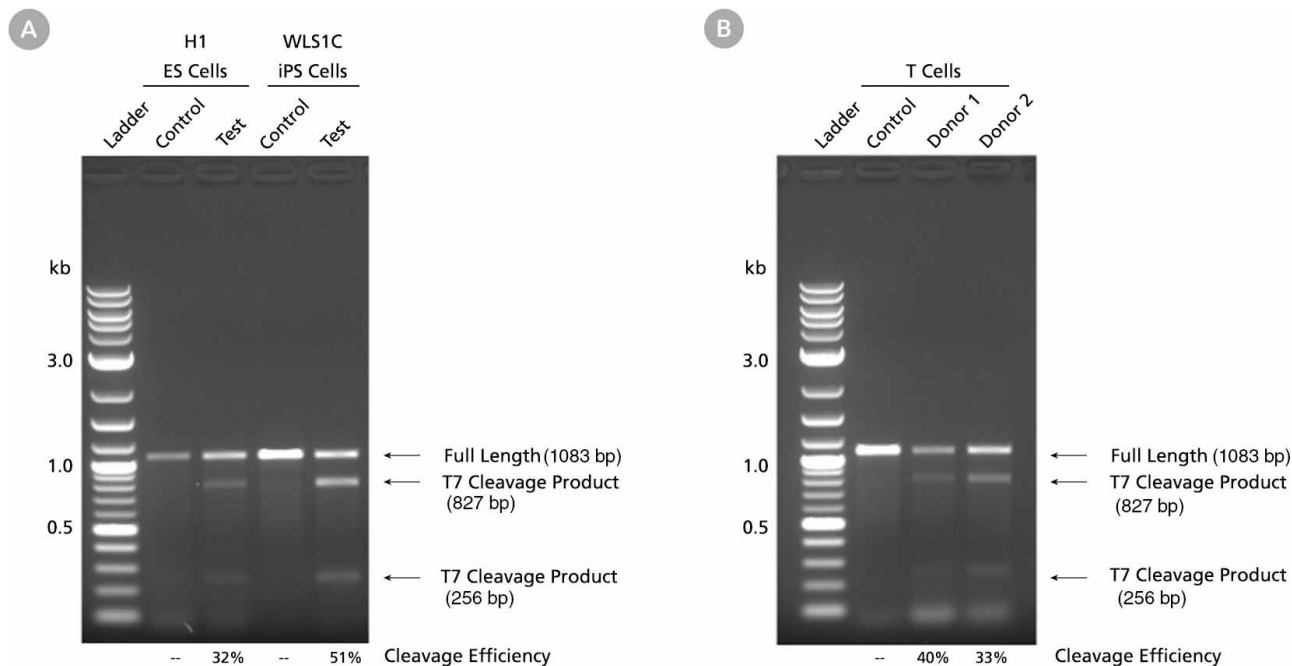 A
H1
ES Cells
WLS1C
iPS Cells
Ladder
Control
Test
Control
Test
kb
3.0
1.0
0.5
Full Length (1083 bp)
T7 Cleavage Product
(827 bp)
T7 Cleavage Product
(256 bp)
-- 32% -- 51% Cleavage Efficiency
B
T Cells
Ladder
Control
Donor 1
Donor 2
kb
3.0
1.0
0.5
Full Length (1083 bp)
T7 Cleavage Product
(827 bp)
T7 Cleavage Product
(256 bp)
-- 40% 33% Cleavage Efficiency